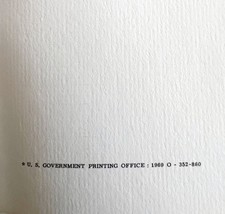 ★ U. S. GOVERNMENT PRINTING OFFICE : 1969 O - 352-860